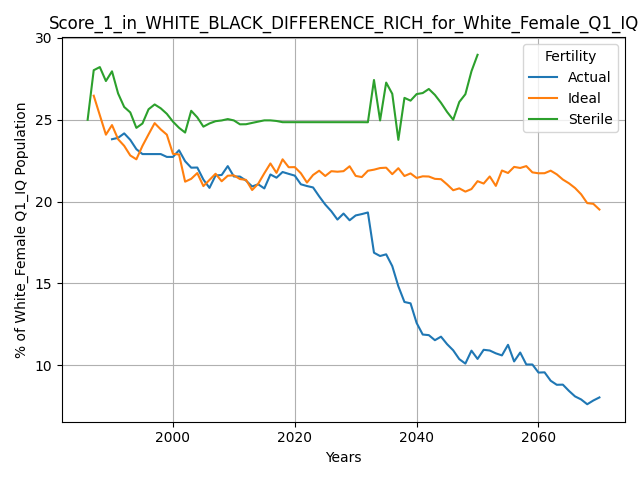 Score_1_in_WHITE_BLACK_DIFFERENCE_RICH_for_White_Female_Q1_IQ
30
25
20
15
10
% of White_Female Q1_IQ Population
Fertility
Actual
Ideal
Sterile
2000
2020
2040
2060
Years